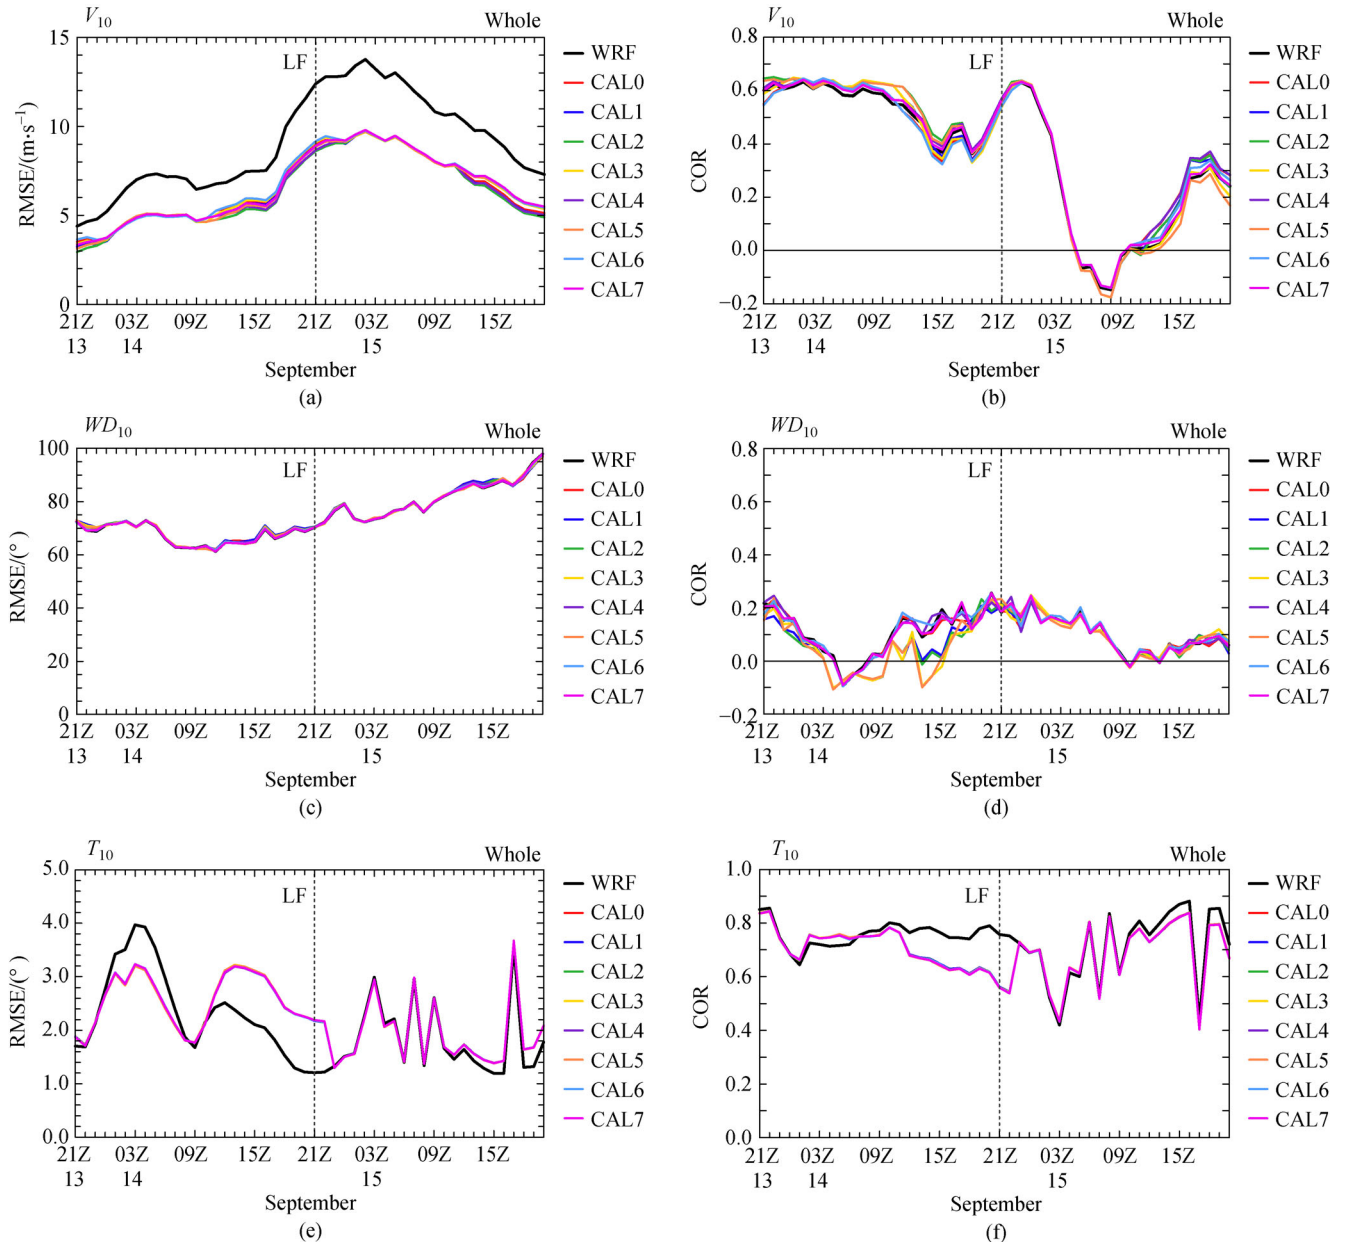 V10 Whole
15
10
5
0
RMSE/(m·s−1)
LF
21Z 03Z 09Z 15Z 21Z 03Z 09Z 15Z
13 14 15
September
(a)
WRF
CAL0
CAL1
CAL2
CAL3
CAL4
CAL5
CAL6
CAL7
V10 Whole
0.8
0.6
0.4
0.2
0.0
−0.2
COR
LF
21Z 03Z 09Z 15Z 21Z 03Z 09Z 15Z
13 14 15
September
(b)
WRF
CAL0
CAL1
CAL2
CAL3
CAL4
CAL5
CAL6
CAL7
WD10 Whole
100
80
60
40
20
0
RMSE/(°)
LF
21Z 03Z 09Z 15Z 21Z 03Z 09Z 15Z
13 14 15
September
(c)
WRF
CAL0
CAL1
CAL2
CAL3
CAL4
CAL5
CAL6
CAL7
WD10 Whole
0.8
0.6
0.4
0.2
0.0
−0.2
COR
LF
21Z 03Z 09Z 15Z 21Z 03Z 09Z 15Z
13 14 15
September
(d)
WRF
CAL0
CAL1
CAL2
CAL3
CAL4
CAL5
CAL6
CAL7
T10 Whole
5.0
4.0
3.0
2.0
1.0
0.0
RMSE/(°)
LF
21Z 03Z 09Z 15Z 21Z 03Z 09Z 15Z
13 14 15
September
(e)
WRF
CAL0
CAL1
CAL2
CAL3
CAL4
CAL5
CAL6
CAL7
T10 Whole
1.0
0.8
0.6
0.4
0.2
0.0
COR
LF
21Z 03Z 09Z 15Z 21Z 03Z 09Z 15Z
13 14 15
September
(f)
WRF
CAL0
CAL1
CAL2
CAL3
CAL4
CAL5
CAL6
CAL7